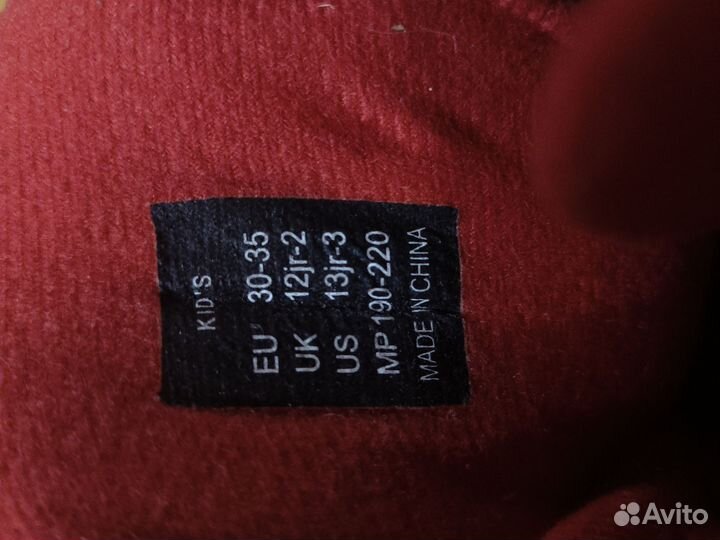 KID'S
EU 30-35
UK 12jr-2
US 13jr-3
MP 190-220
MADE IN CHINA
Avito